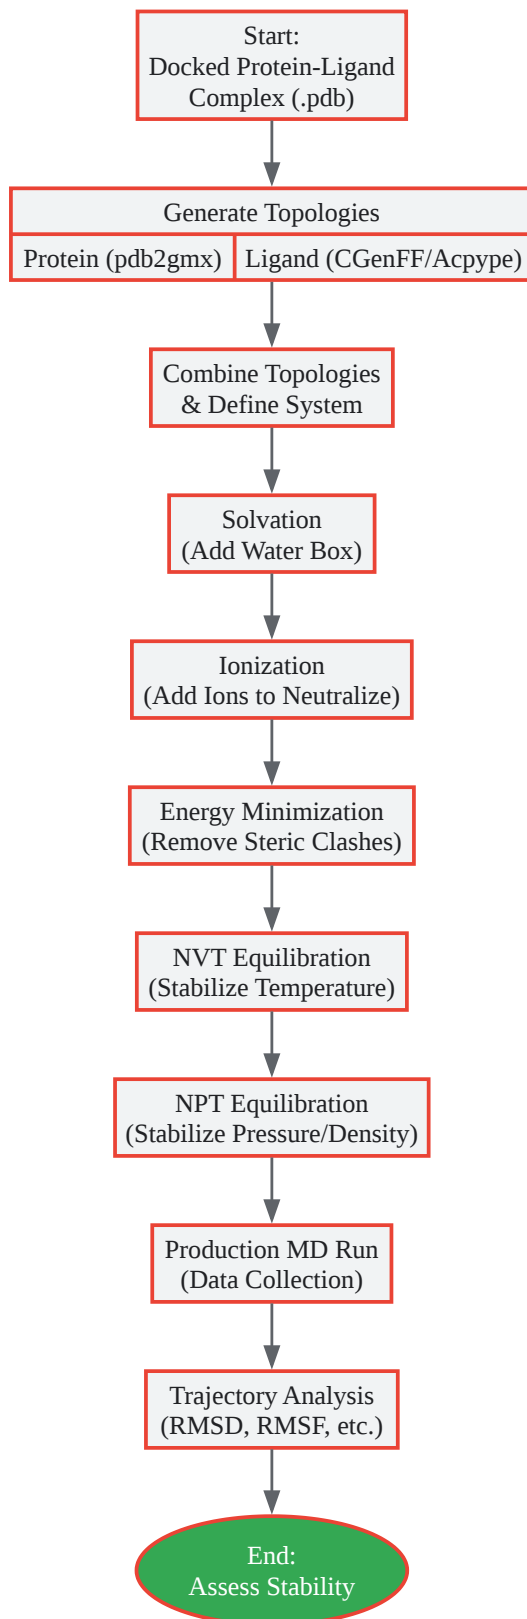 Start:
Docked Protein-Ligand
Complex (.pdb)
Generate Topologies
Protein (pdb2gmx)
Ligand (CGenFF/Acpype)
Combine Topologies
& Define System
Solvation
(Add Water Box)
Ionization
(Add Ions to Neutralize)
Energy Minimization
(Remove Steric Clashes)
NVT Equilibration
(Stabilize Temperature)
NPT Equilibration
(Stabilize Pressure/Density)
Production MD Run
(Data Collection)
Trajectory Analysis
(RMSD, RMSF, etc.)
End:
Assess Stability